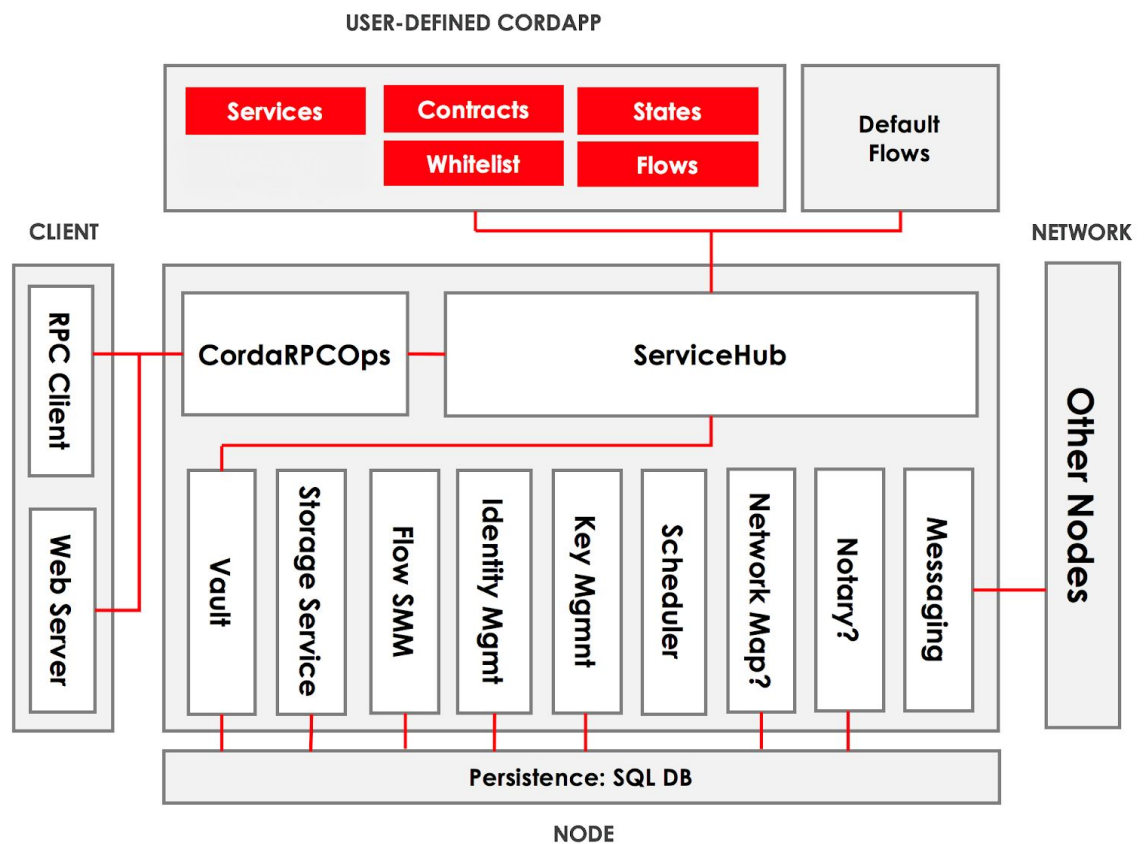 USER-DEFINED CORDAPP
Services
Contracts
States
Whitelist
Flows
Default
Flows
CLIENT
NETWORK
RPC Client
Web Server
CordaRPCOps
ServiceHub
Vault
Storage Service
Flow SMM
Identity Mgmt
Key Mgmnt
Scheduler
Network Map?
Notary?
Messaging
Other Nodes
Persistence: SQL DB
NODE